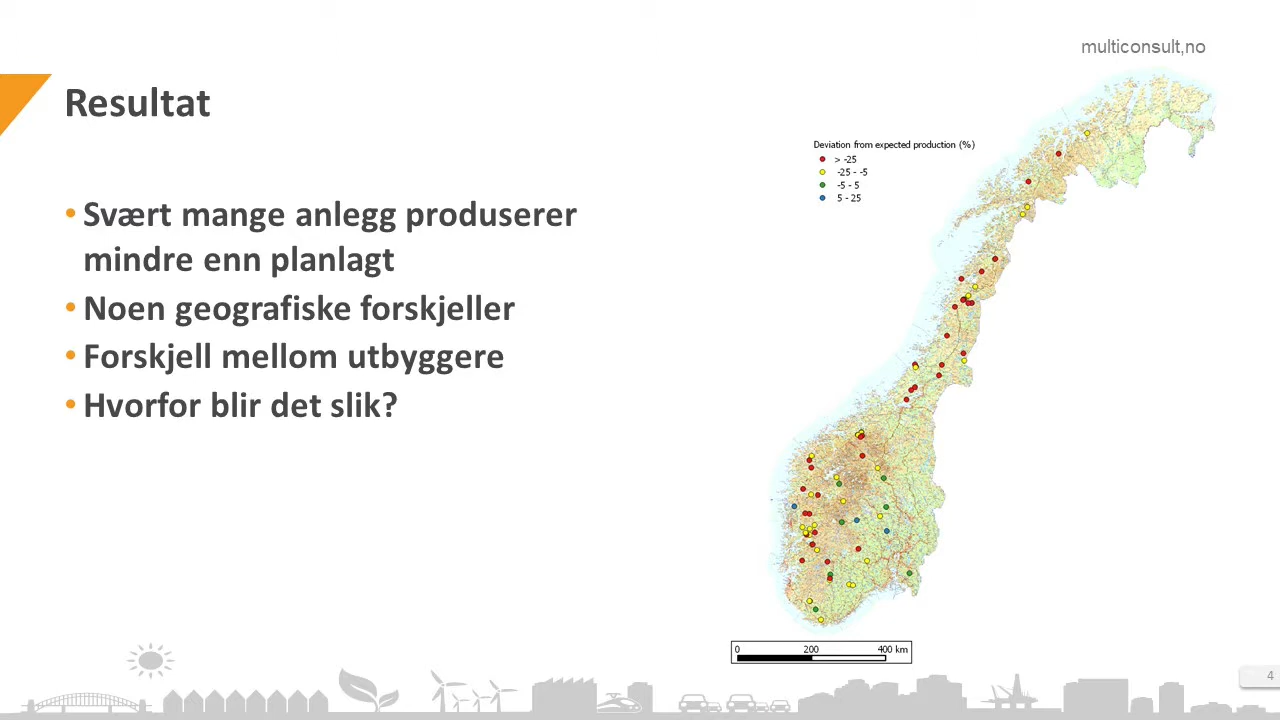 multiconsult,no
Resultat
• Svært mange anlegg produserer
mindre enn planlagt
• Noen geografiske forskjeller
• Forskjell mellom utbyggere
• Hvorfor blir det slik?
Deviation from expected production (%)
> -25
-25 - -5
-5 - 5
5 - 25
0 200 400 km
4